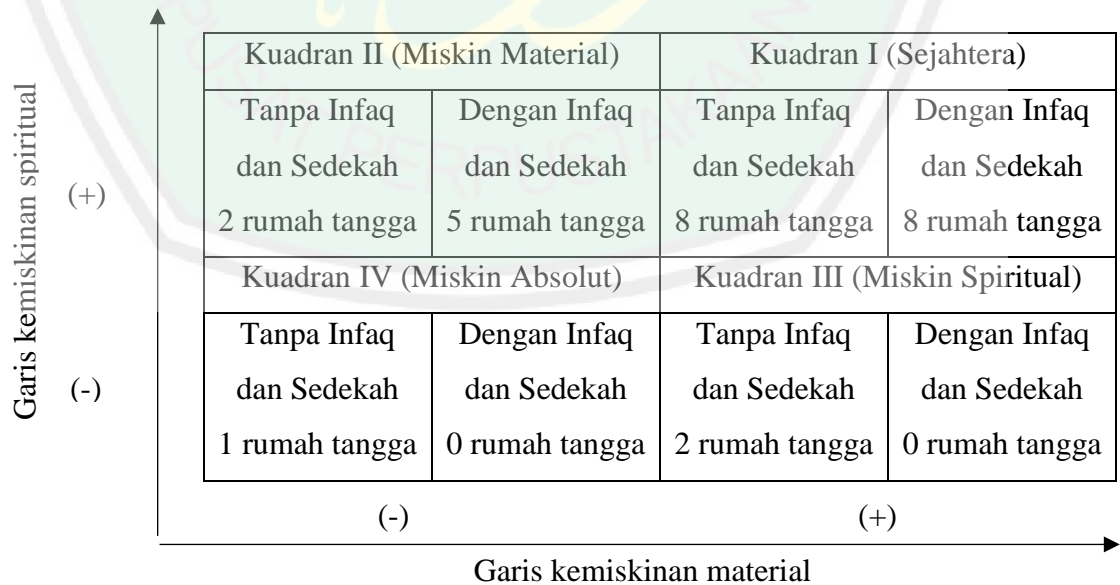 Kuadran II (Miskin Material) Kuadran I (Sejahtera)
Tanpa Infaq Dengan Infaq Tanpa Infaq Dengan Infaq
dan Sedekah dan Sedekah dan Sedekah dan Sedekah
2 rumah tangga 5 rumah tangga 8 rumah tangga 8 rumah tangga
Kuadran IV (Miskin Absolut) Kuadran III (Miskin Spiritual)
Tanpa Infaq Dengan Infaq Tanpa Infaq Dengan Infaq
dan Sedekah dan Sedekah dan Sedekah dan Sedekah
1 rumah tangga 0 rumah tangga 2 rumah tangga 0 rumah tangga
Garis kemiskinan spiritual
(+)
(-)
(-) (+)
Garis kemiskinan material
PERPUSTAKAAN